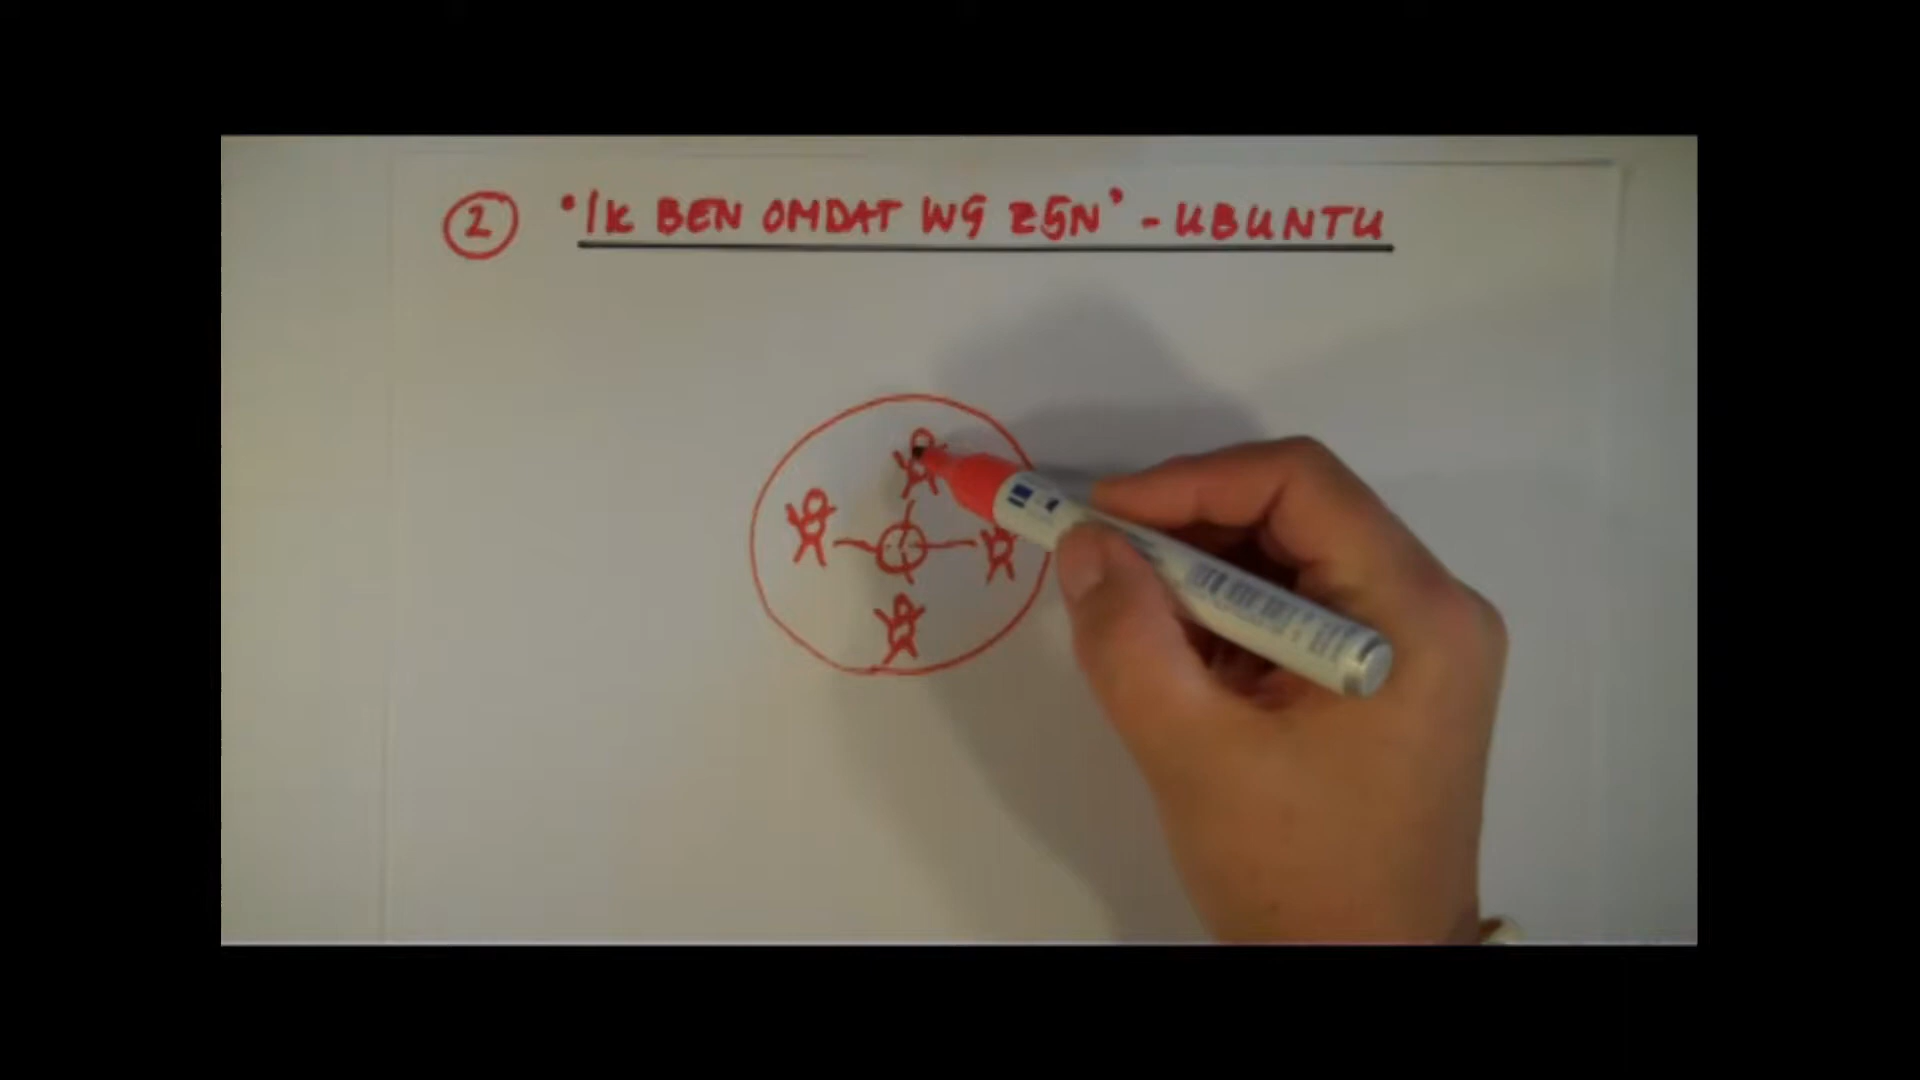 ② "IK BEN OMDAT WIJ ZIJN" - UBUNTU